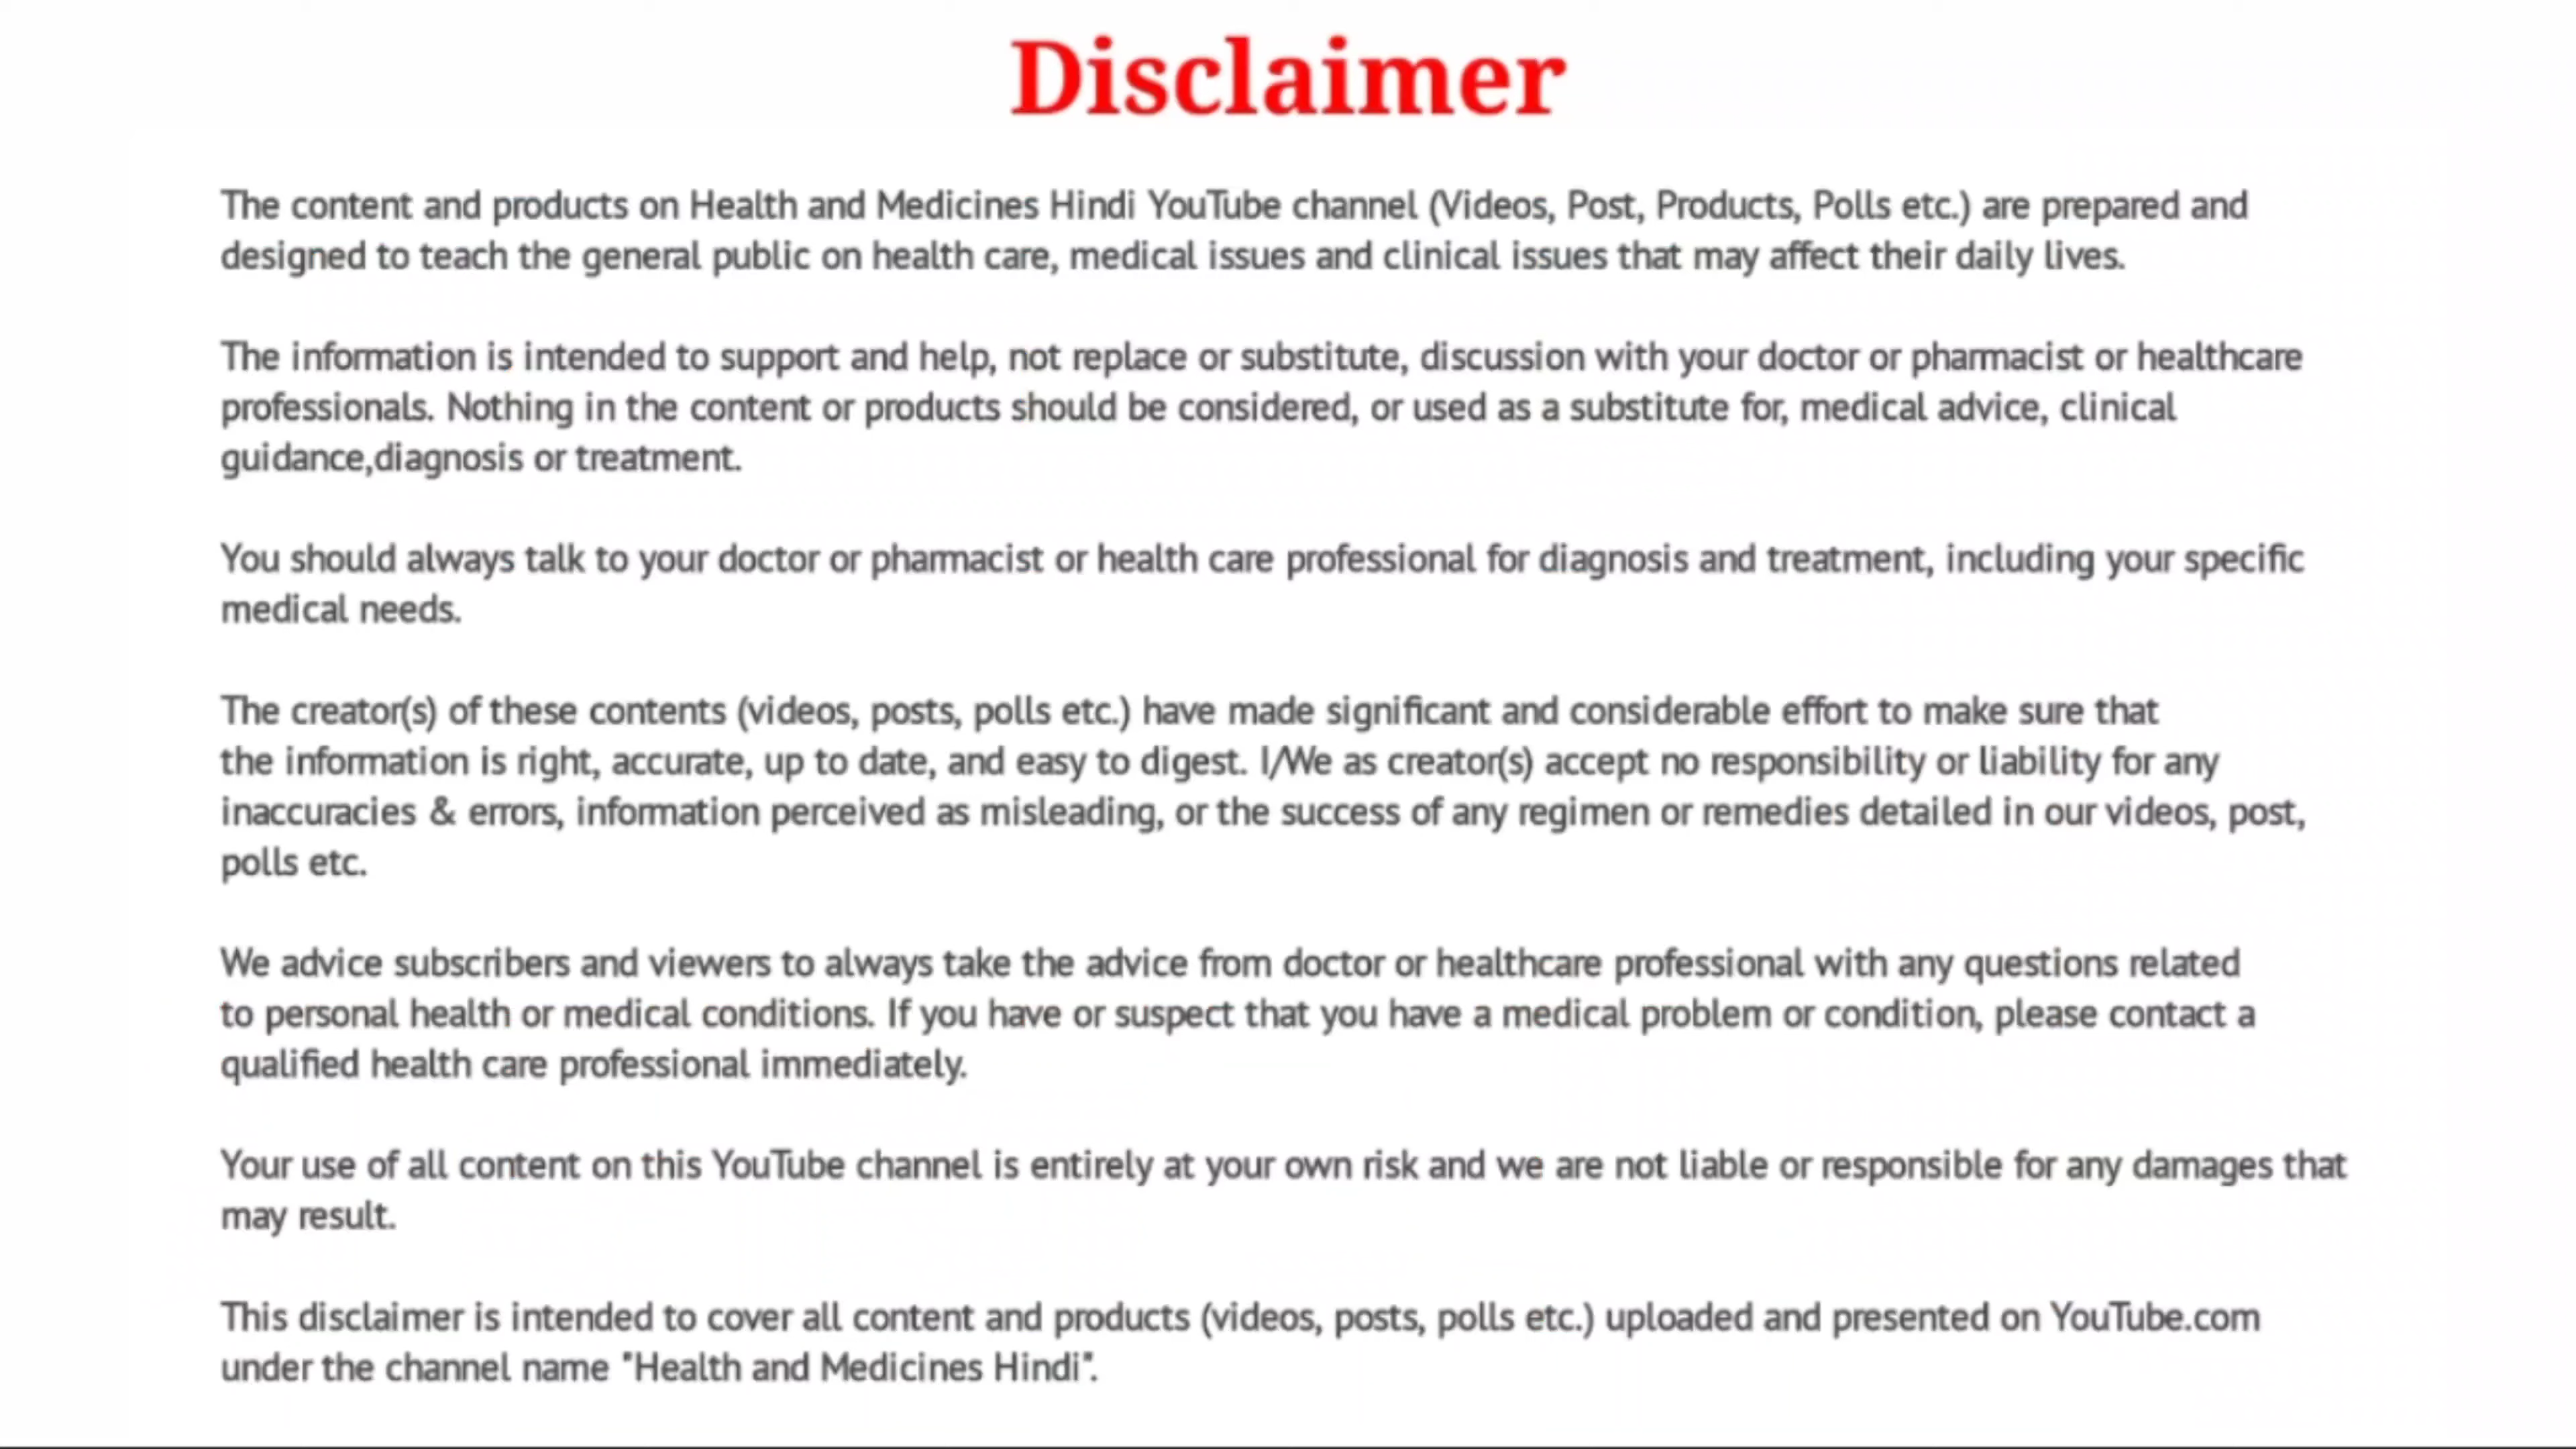 Disclaimer
The content and products on Health and Medicines Hindi YouTube channel (Videos, Post, Products, Polls etc.) are prepared and
designed to teach the general public on health care, medical issues and clinical issues that may affect their daily lives.
The information is intended to support and help, not replace or substitute, discussion with your doctor or pharmacist or healthcare
professionals. Nothing in the content or products should be considered, or used as a substitute for, medical advice, clinical
guidance,diagnosis or treatment.
You should always talk to your doctor or pharmacist or health care professional for diagnosis and treatment, including your specific
medical needs.
The creator(s) of these contents (videos, posts, polls etc.) have made significant and considerable effort to make sure that
the information is right, accurate, up to date, and easy to digest. I/We as creator(s) accept no responsibility or liability for any
inaccuracies & errors, information perceived as misleading, or the success of any regimen or remedies detailed in our videos, post,
polls etc.
We advice subscribers and viewers to always take the advice from doctor or healthcare professional with any questions related
to personal health or medical conditions. If you have or suspect that you have a medical problem or condition, please contact a
qualified health care professional immediately.
Your use of all content on this YouTube channel is entirely at your own risk and we are not liable or responsible for any damages that
may result.
This disclaimer is intended to cover all content and products (videos, posts, polls etc.) uploaded and presented on YouTube.com
under the channel name "Health and Medicines Hindi".